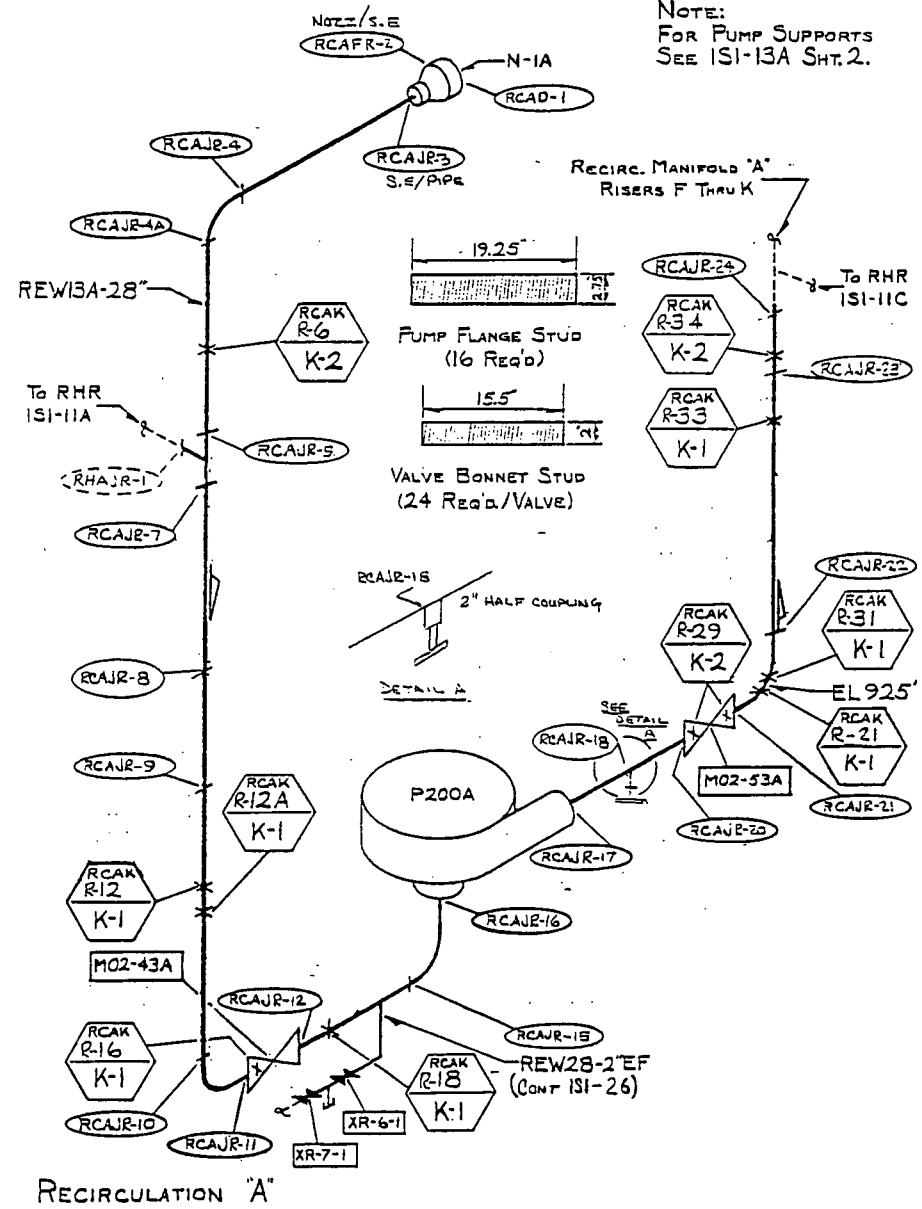 NOTE:
FOR PUMP SUPPORTS
SEE ISI-13A SHT. 2.
NOZZ/S.E
RCAFR-2
N-1A
RCAD-1
RCAJR-4
RCAJR-3
S.E/PIPE
RECIRC. MANIFOLD "A"
RISERS F THRU K
RCAJR-4A
REW13A-28"
19.25"
2.75"
PUMP FLANGE STUD
(16 REQ'D)
RCAJR-24
TO RHR
ISI-11C
RCAK
R-6
K-2
RCAK
R-34
K-2
RCAJR-23
TO RHR
ISI-11A
RCAJR-5
RHAJR-1
RCAJR-7
15.5"
VALVE BONNET STUD
(24 REQ'D/VALVE)
RCAK
R-33
K-1
RCAJR-18
2" HALF COUPLING
DETAIL A
RCAJR-22
RCAK
R-29
K-2
RCAK
R-31
K-1
RCAJR-8
EL 925'
SEE
DETAIL
A
RCAJR-18
RCAK
R-21
K-1
RCAJR-9
P200A
M02-53A
RCAJR-21
RCAK
R-12A
K-1
RCAJR-20
RCAJR-17
RCAK
R-12
K-1
RCAJR-16
M02-43A
RCAJR-12
RCAJR-15
RCAK
R-16
K-1
REW28-2"EF
(CONT ISI-26)
RCAK
R-18
K-1
RCAJR-10
RCAJR-11
XR-6-1
XR-7-1
RECIRCULATION "A"